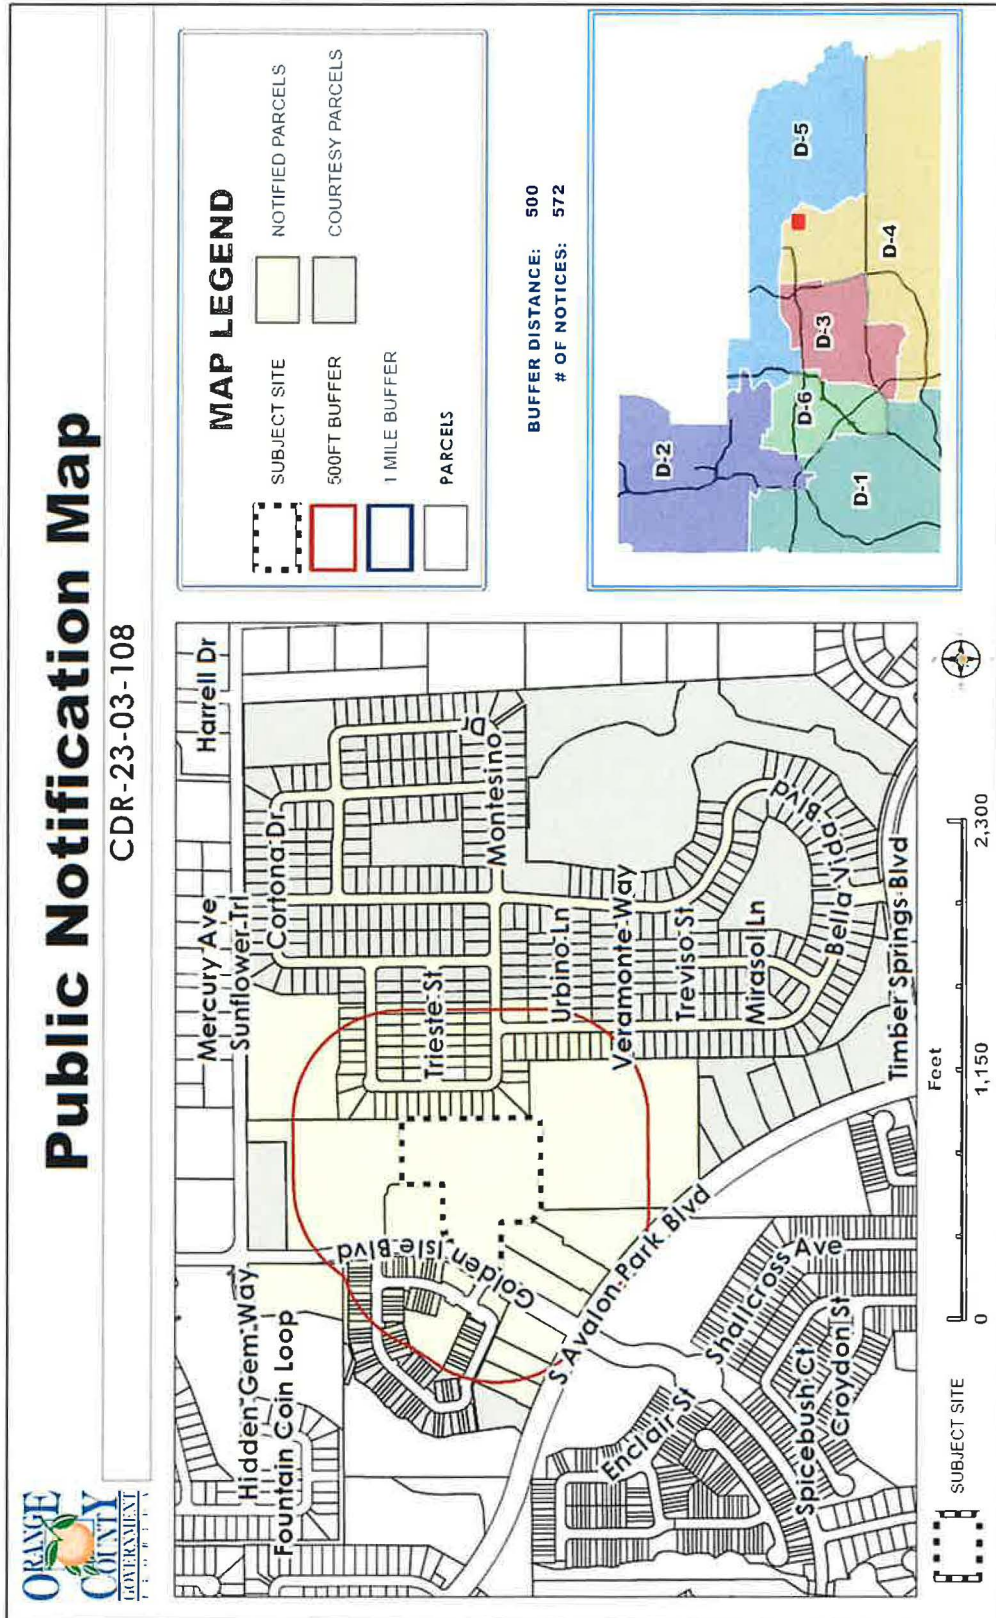 ORANGE
COUNTY
GOVERNMENT
FLORIDA
Public Notification Map
CDR-23-03-108
Hidden Gem Way
Fountain Coin Loop
Mercury Ave
Sunflower Trl
Harrell Dr
Cortona Dr
Golden Isle Blvd
Trieste St
Montesino Dr
Urbino Ln
Veramonte Way
Treviso St
Mirasol Ln
Bella Vida Blvd
S Avalon Park Blvd
Timber Springs Blvd
Enclair St
Shallcross Ave
Spicebush Ct
Croydon St
MAP LEGEND
SUBJECT SITE
NOTIFIED PARCELS
500FT BUFFER
COURTESY PARCELS
1 MILE BUFFER
PARCELS
BUFFER DISTANCE: 500
# OF NOTICES: 572
D-2
D-5
D-6
D-3
D-4
D-1
SUBJECT SITE
Feet
0 1,150 2,300